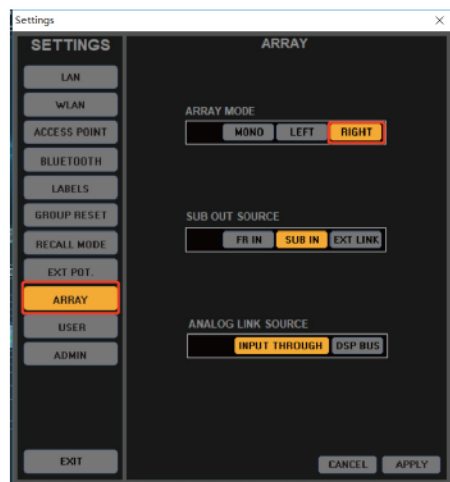 Settings
SETTINGS
ARRAY
LAN
WLAN
ACCESS POINT
BLUETOOTH
LABELS
GROUP RESET
RECALL MODE
EXT POT.
ARRAY
USER
ADMIN
EXIT
ARRAY MODE
MONO LEFT RIGHT
SUB OUT SOURCE
FR IN SUB IN EXT LINK
ANALOG LINK SOURCE
INPUT THROUGH DSP BUS
CANCEL APPLY